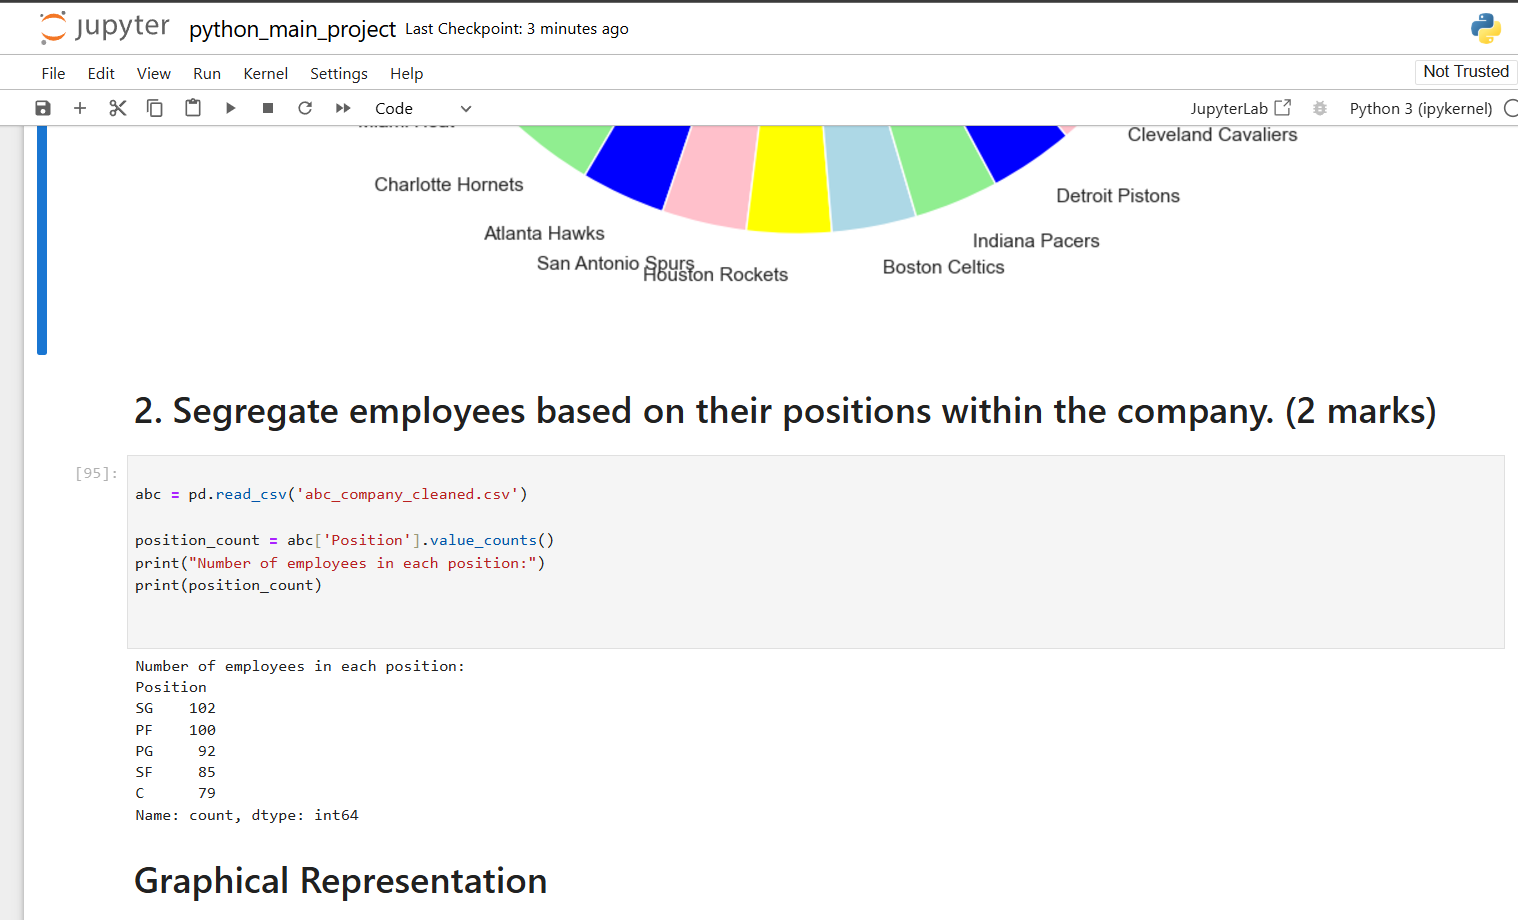 jupyter python_main_project Last Checkpoint: 3 minutes ago
File Edit View Run Kernel Settings Help Not Trusted
Code JupyterLab Python 3 (ipykernel)
Cleveland Cavaliers
Charlotte Hornets
Detroit Pistons
Atlanta Hawks
Indiana Pacers
San Antonio Spurs
Houston Rockets
Boston Celtics
2. Segregate employees based on their positions within the company. (2 marks)
[95]:
abc = pd.read_csv('abc_company_cleaned.csv')
position_count = abc['Position'].value_counts()
print("Number of employees in each position:")
print(position_count)
Number of employees in each position:
Position
SG    102
PF    100
PG     92
SF     85
C      79
Name: count, dtype: int64
Graphical Representation